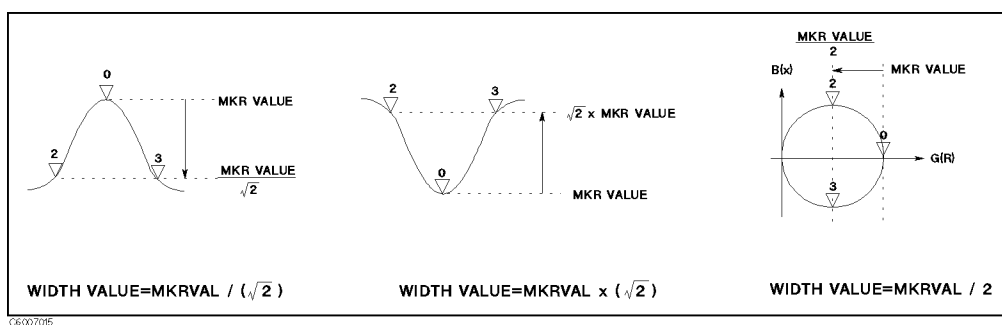 0
2
3
MKR VALUE
MKR VALUE
√2
WIDTH VALUE=MKRVAL / (√2)
2
3
0
√2 x MKR VALUE
MKR VALUE
WIDTH VALUE=MKRVAL x (√2)
MKR VALUE
2
B(x)
MKR VALUE
2
0
G(R)
3
WIDTH VALUE=MKRVAL / 2
C6007015